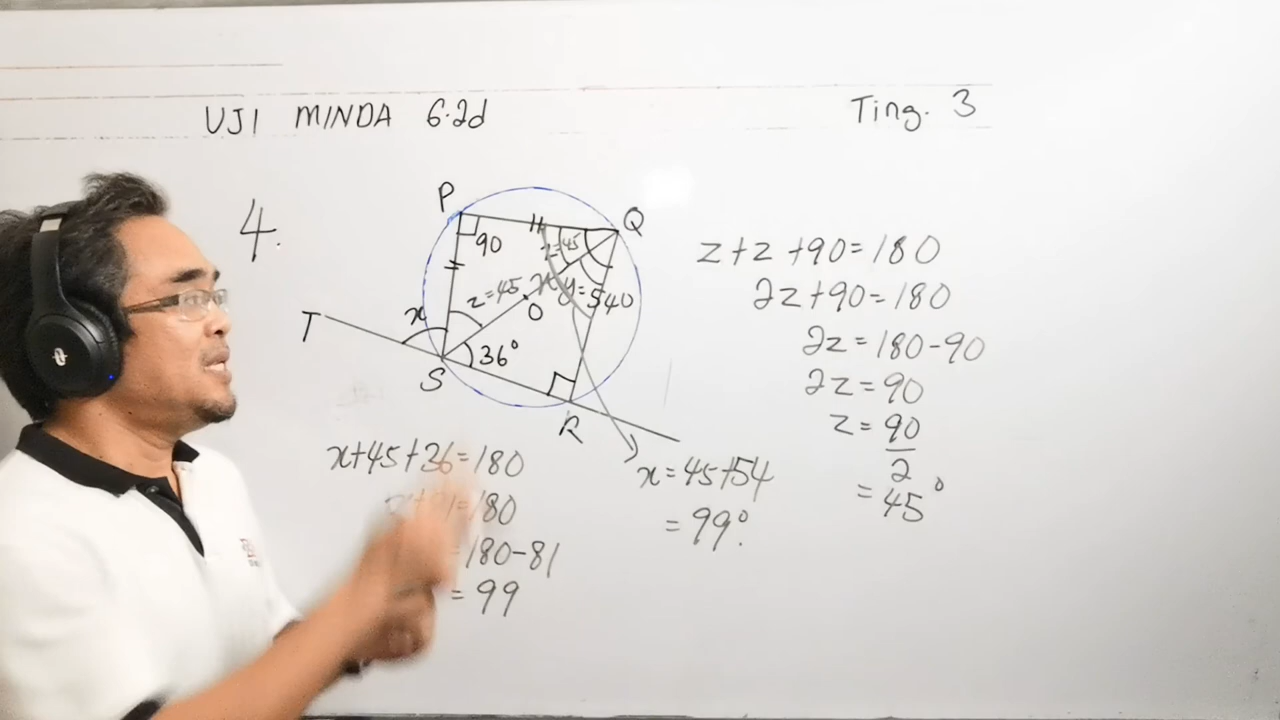 UJI MINDA 6.2d
Ting. 3
4.
P
Q
90
z=45
z=45
x
y=54
O
T
x
S
36°
R
z+z+90=180
2z+90=180
2z=180-90
2z=90
z=90
2
=45°
x+45+36=180
=180
=180-81
=99
x=45+54
=99°.